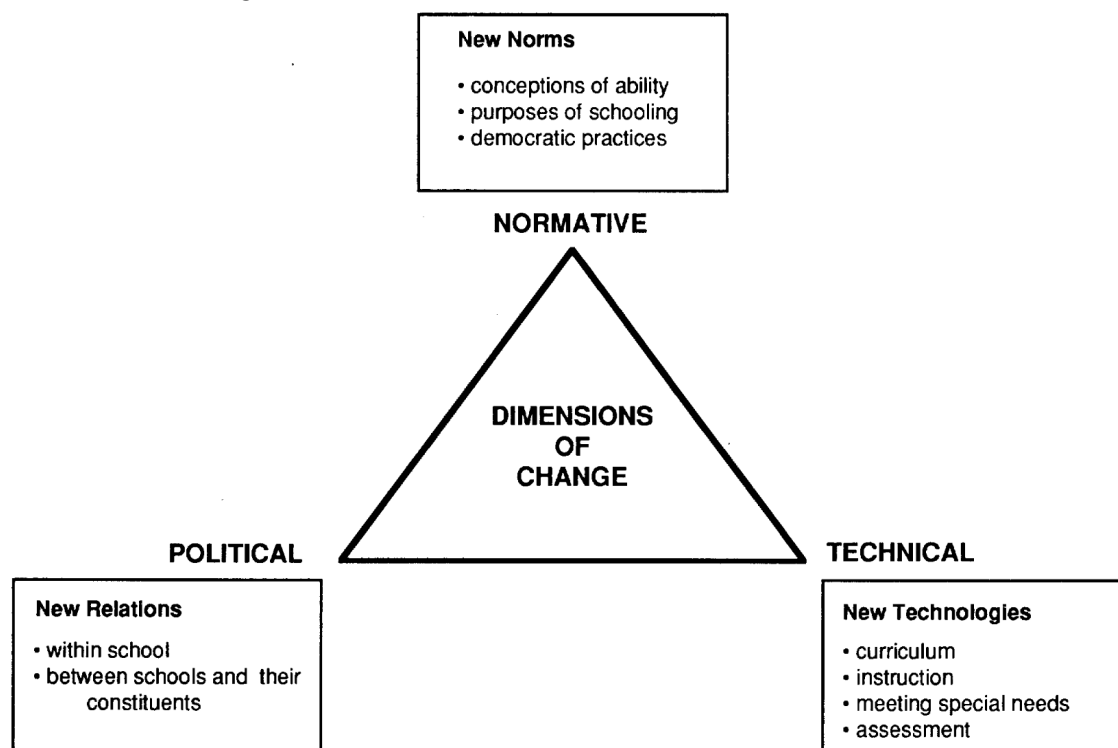 New Norms
• conceptions of ability
• purposes of schooling
• democratic practices
NORMATIVE
DIMENSIONS
OF
CHANGE
POLITICAL
New Relations
• within school
• between schools and their
constituents
TECHNICAL
New Technologies
• curriculum
• instruction
• meeting special needs
• assessment